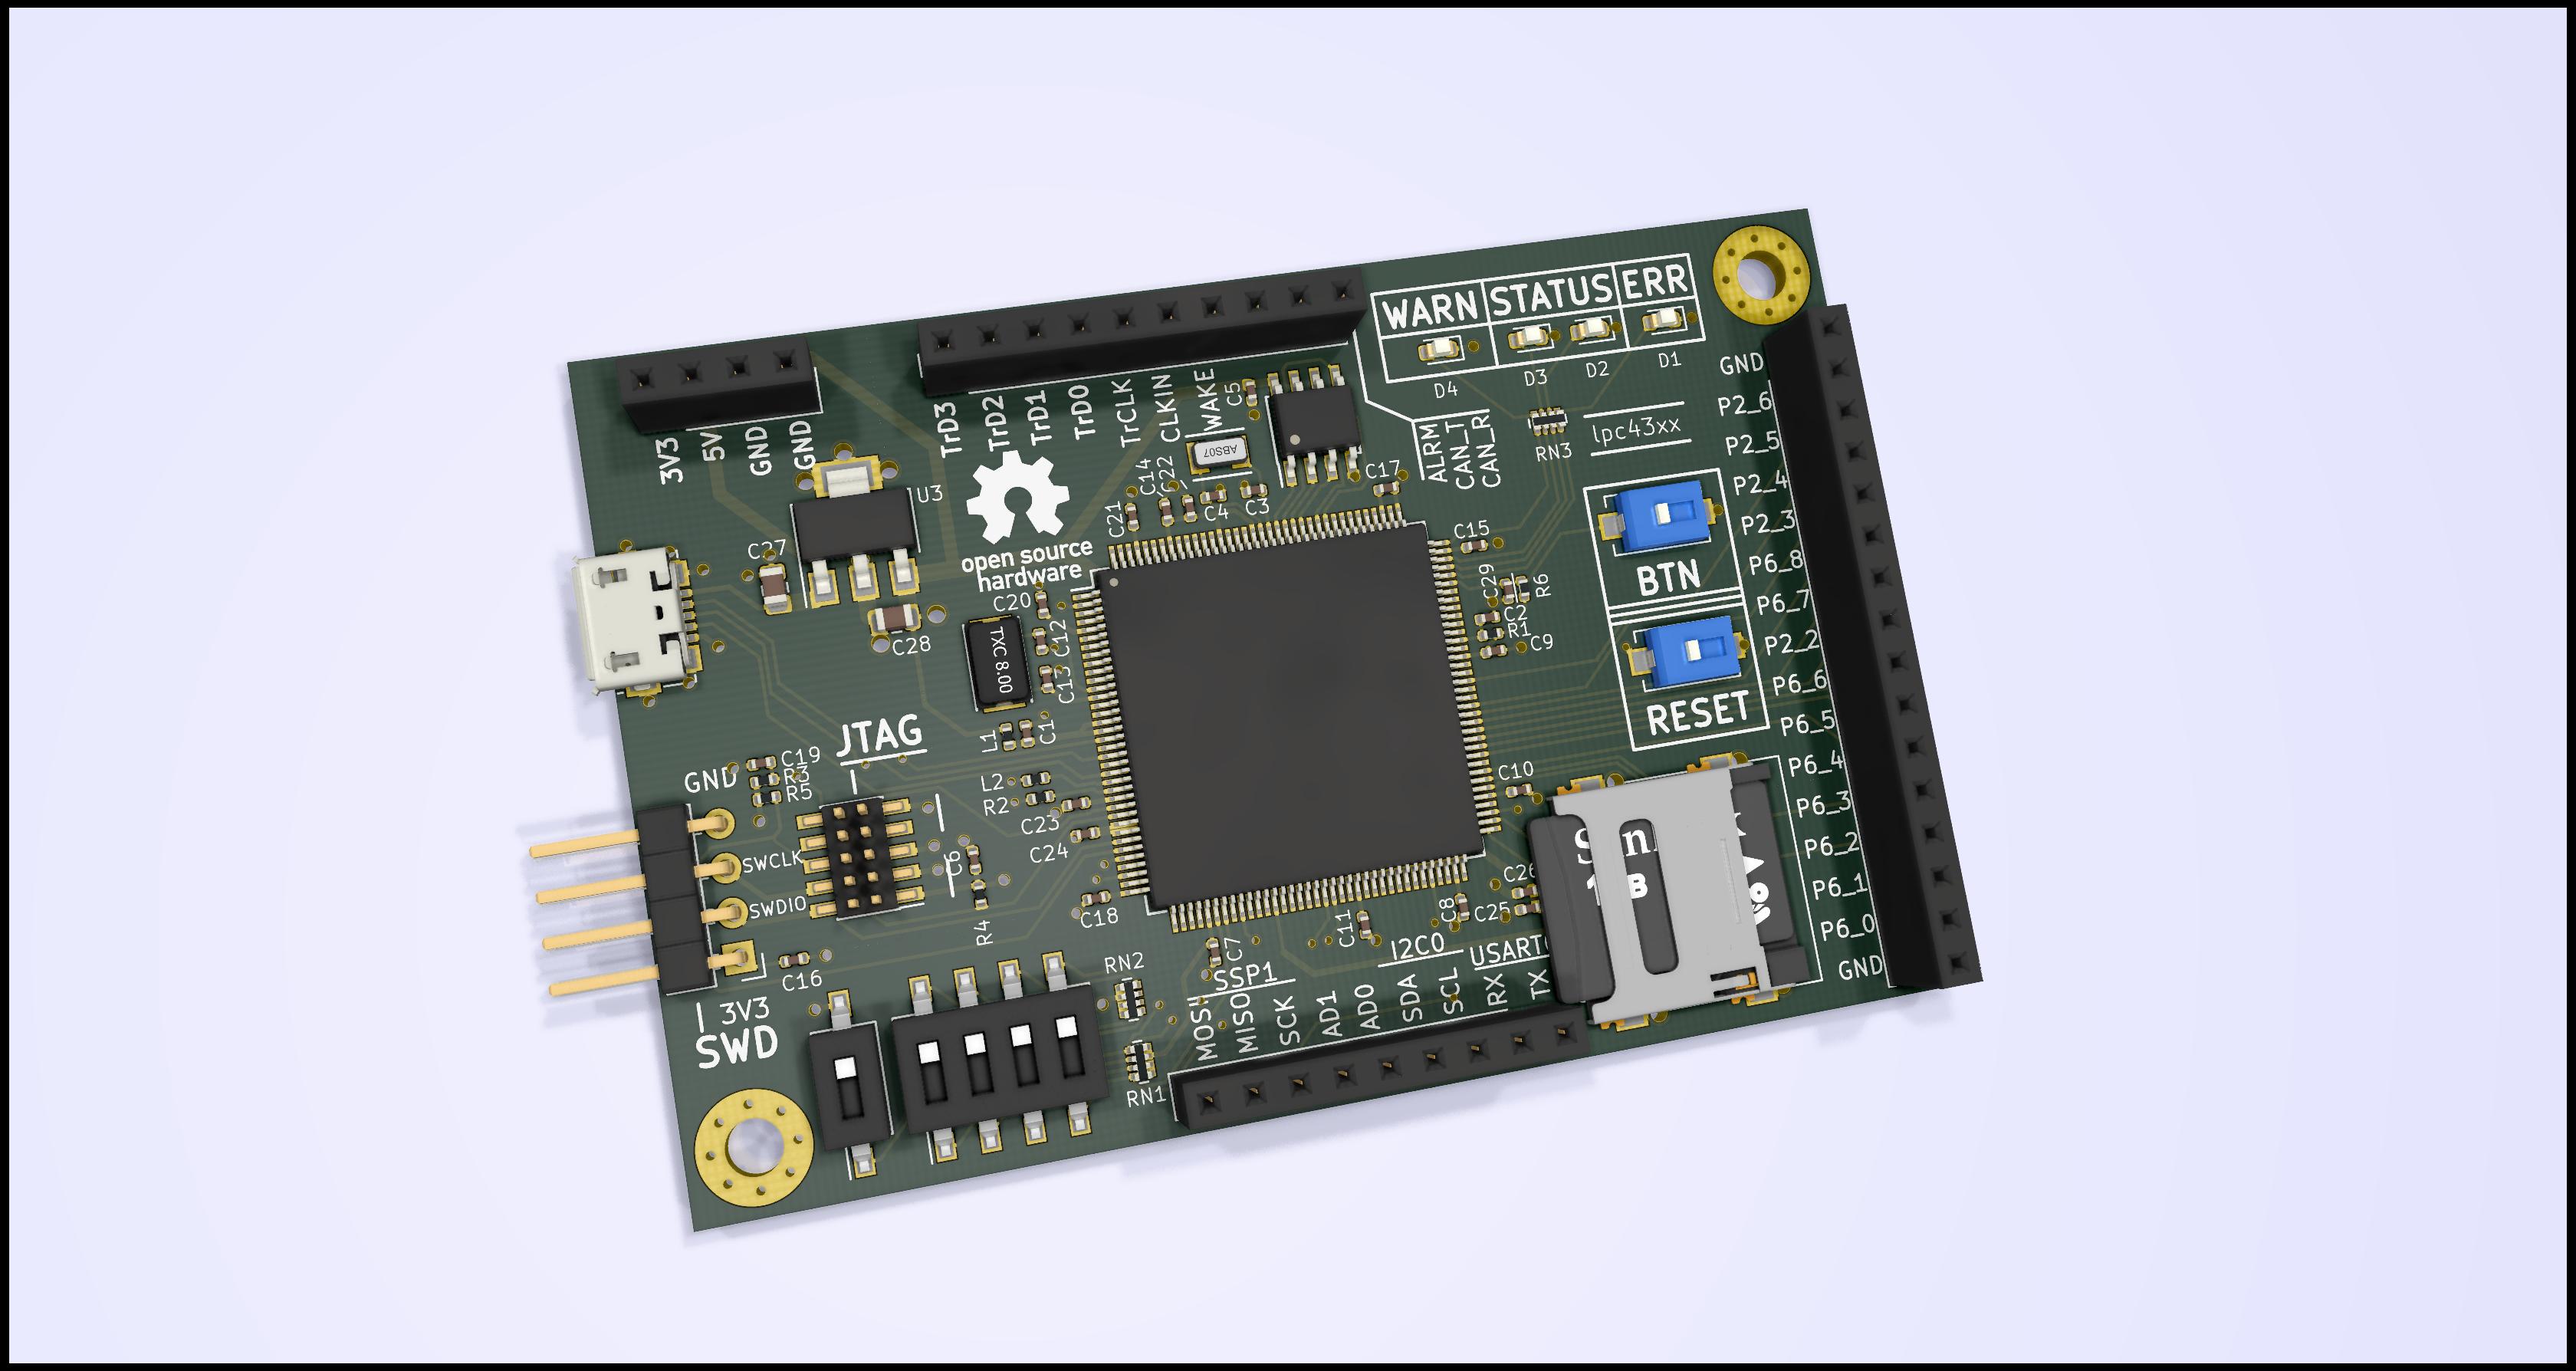 WARN STATUS ERR
D4 D3 D2 D1
GND
P2_6
P2_5
P2_4
P2_3
P6_8
P6_7
P2_2
P6_6
P6_5
P6_4
P6_3
P6_2
P6_1
P6_0
GND
3V3
5V
GND
GND
TrD3
TrD2
TrD1
TrD0
TrCLK
CLKIN
WAKE
C5
ALRM
CAN_T
CAN_R
RN3
lpc43xx
ABS07
U3
C14
C22
C21
C4
C3
C17
C15
BTN
RESET
open source
hardware
C27
C28
C20
C12
C13
TXC 8.00
C29
R6
C2
R1
C9
L1
C1
L2
R2
C23
C24
C10
JTAG
GND
C19
R3
R5
SWCLK
SWDIO
C6
R4
C18
C16
3V3
SWD
C26
C25
C8
C11
C7
RN2
RN1
SSP1
I2C0
MOSI
MISO
SCK
AD1
AD0
SDA
SCL
RX
TX